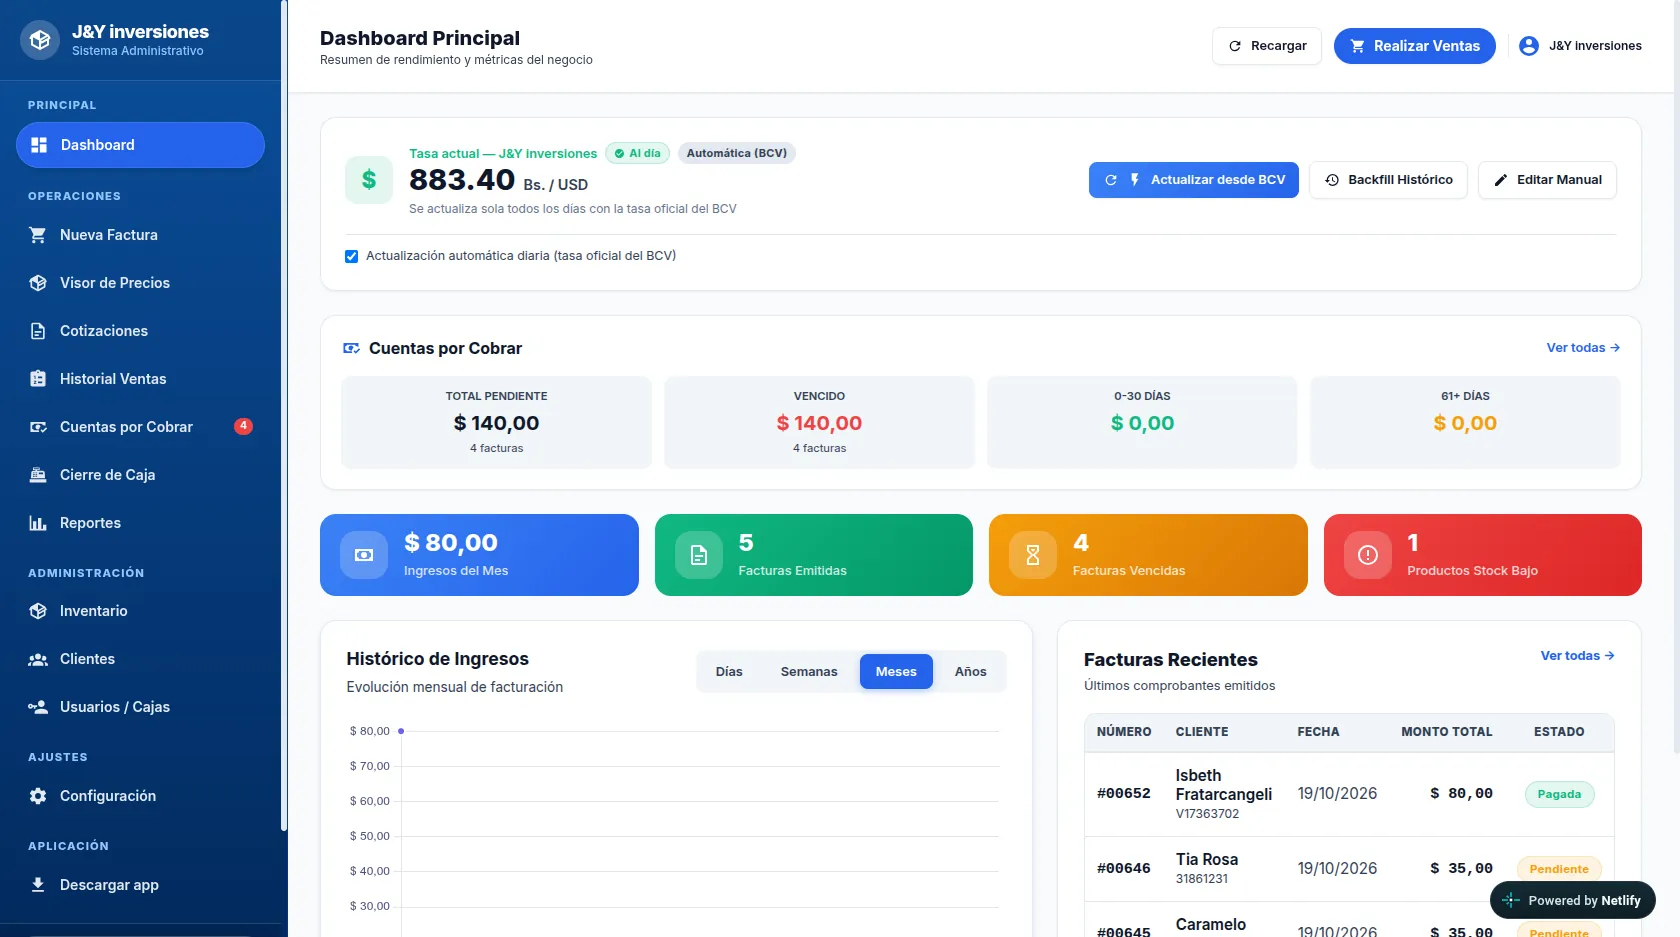 J&Y inversiones
Sistema Administrativo
PRINCIPAL
Dashboard
OPERACIONES
Nueva Factura
Visor de Precios
Cotizaciones
Historial Ventas
Cuentas por Cobrar
4
Cierre de Caja
Reportes
ADMINISTRACIÓN
Inventario
Clientes
Usuarios / Cajas
AJUSTES
Configuración
APLICACIÓN
Descargar app
Dashboard Principal
Resumen de rendimiento y métricas del negocio
Recargar
Realizar Ventas
J&Y inversiones
Tasa actual — J&Y inversiones
Al día
Automática (BCV)
$
883.40 Bs. / USD
Se actualiza sola todos los días con la tasa oficial del BCV
Actualizar desde BCV
Backfill Histórico
Editar Manual
Actualización automática diaria (tasa oficial del BCV)
Cuentas por Cobrar
Ver todas →
TOTAL PENDIENTE
$ 140,00
4 facturas
VENCIDO
$ 140,00
4 facturas
0-30 DÍAS
$ 0,00
61+ DÍAS
$ 0,00
$ 80,00
Ingresos del Mes
5
Facturas Emitidas
4
Facturas Vencidas
1
Productos Stock Bajo
Histórico de Ingresos
Evolución mensual de facturación
Días
Semanas
Meses
Años
$ 80,00
$ 70,00
$ 60,00
$ 50,00
$ 40,00
$ 30,00
Facturas Recientes
Últimos comprobantes emitidos
Ver todas →
NÚMERO CLIENTE FECHA MONTO TOTAL ESTADO
#00652 Isbeth Fratarcangeli 19/10/2026 $ 80,00 Pagada
V17363702
#00646 Tia Rosa 19/10/2026 $ 35,00 Pendiente
31861231
#00645 Caramelo 19/10/2026 $ 35,00 Pendiente
Powered by Netlify